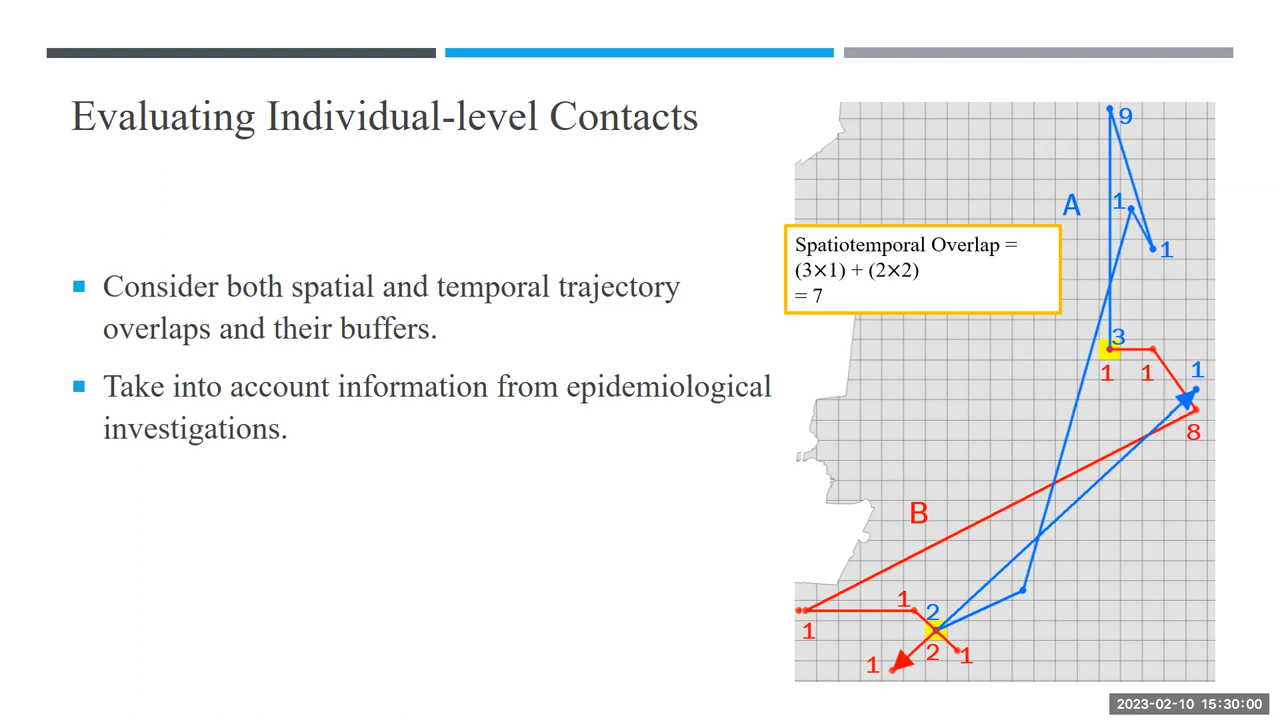 Evaluating Individual-level Contacts
Consider both spatial and temporal trajectory
overlaps and their buffers.
Take into account information from epidemiological
investigations.
9
A
1
1
Spatiotemporal Overlap =
(3×1) + (2×2)
= 7
3
1
1
1
8
B
1
1
2
2
1
1
2023-02-10 15:30:00